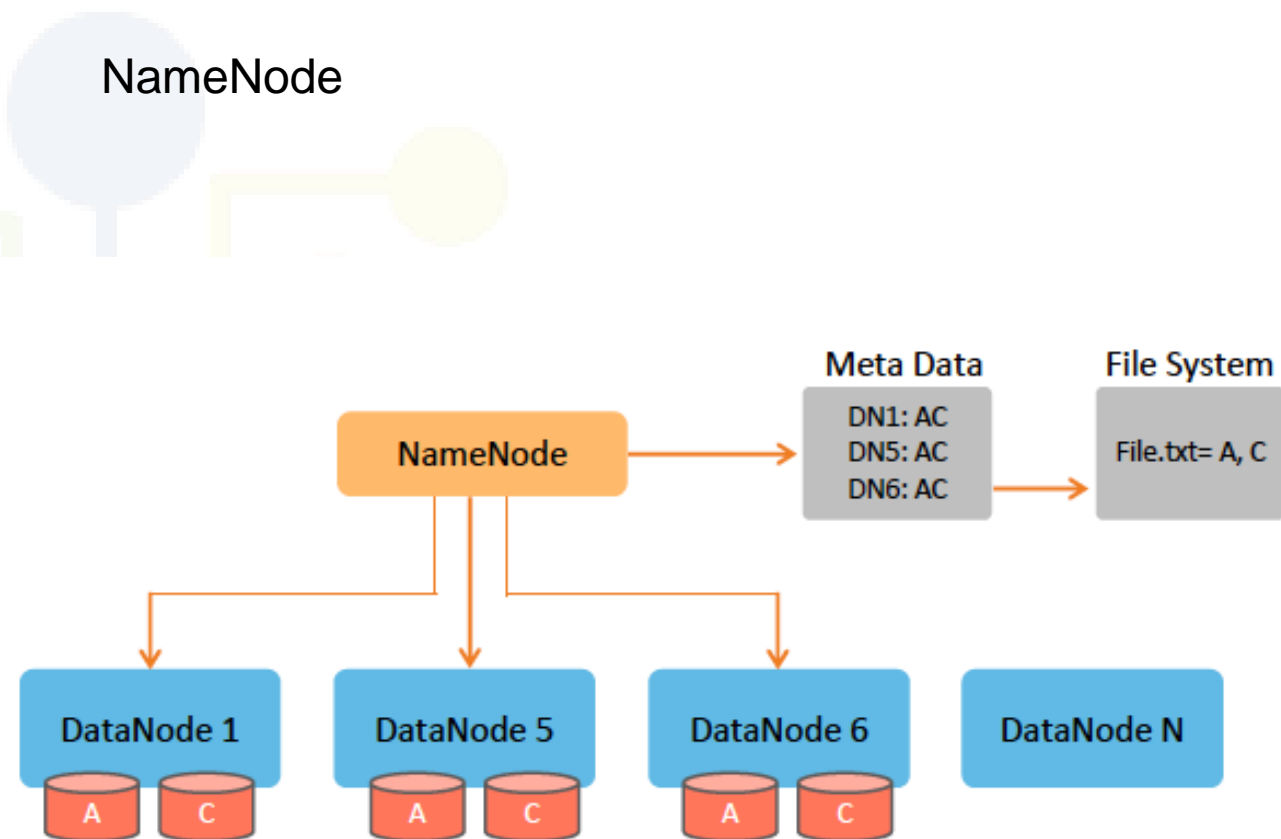 NameNode
Meta Data
File System
NameNode
DN1: AC
DN5: AC
DN6: AC
File.txt= A, C
DataNode 1
DataNode 5
DataNode 6
DataNode N
A
C
A
C
A
C